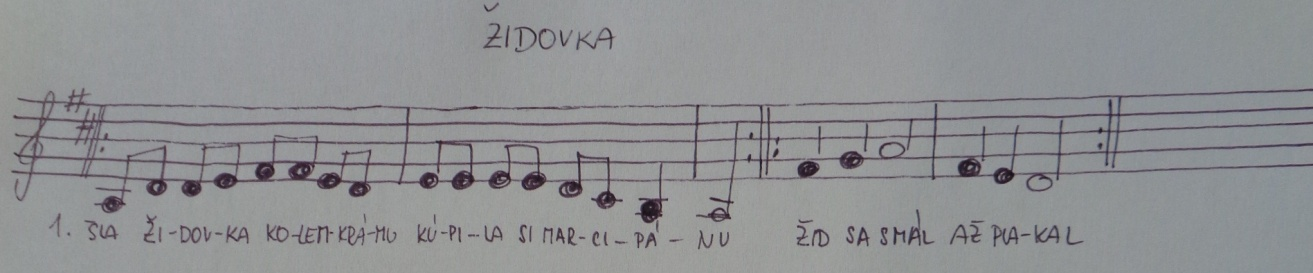 ŽIDOVKA
1. ŠLA ŽI-DOV-KA KO-LEM-KRÁ-MU KÚ-PI-LA SI MAR-CI-PÁ-NU ŽID SA SMÁL AŽ PLA-KAL